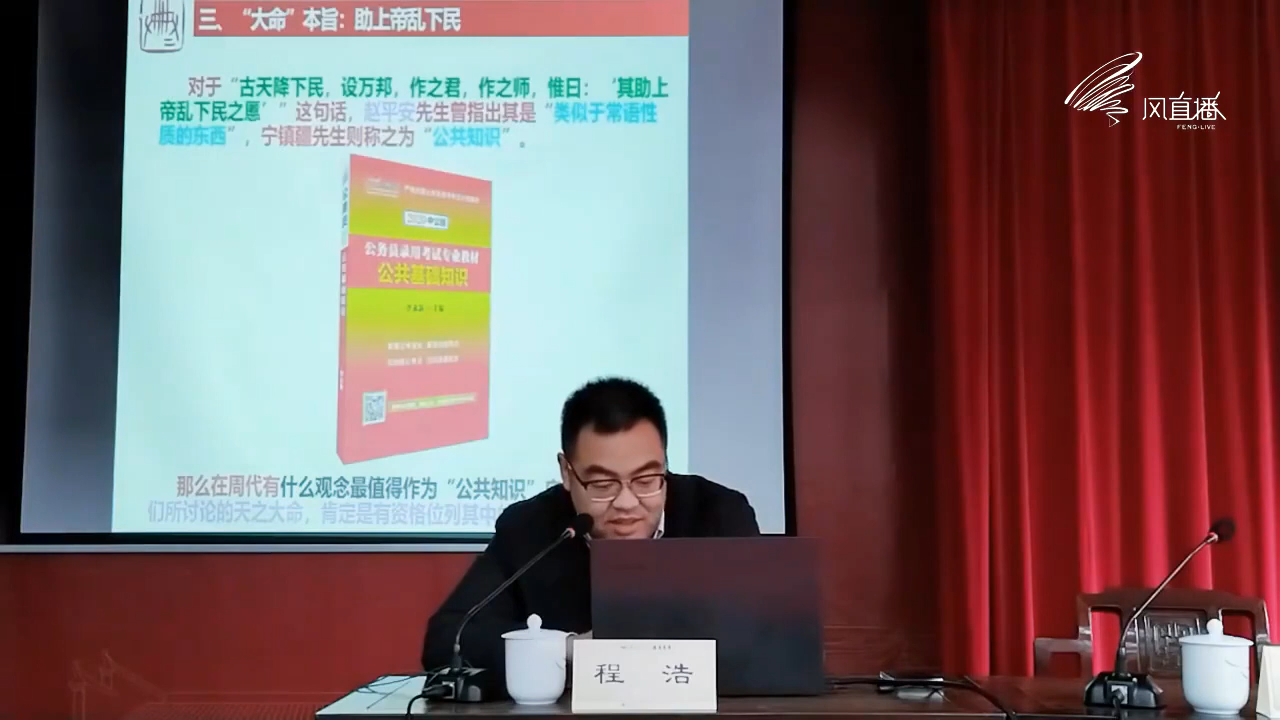 三、“大命”本旨：助上帝乱下民
对于“古天降下民，设万邦，作之君，作之师，惟曰：‘其助上
帝乱下民之慝’”这句话，赵平安先生曾指出其是“类似于常语性
质的东西”，宁镇疆先生则称之为“公共知识”。
公务员录用考试专业教材
公共基础知识
那么在周代有什么观念最值得作为“公共知识”
们所讨论的天之大命，肯定是有资格位列其中
风直播
FENG·LIVE
程 浩